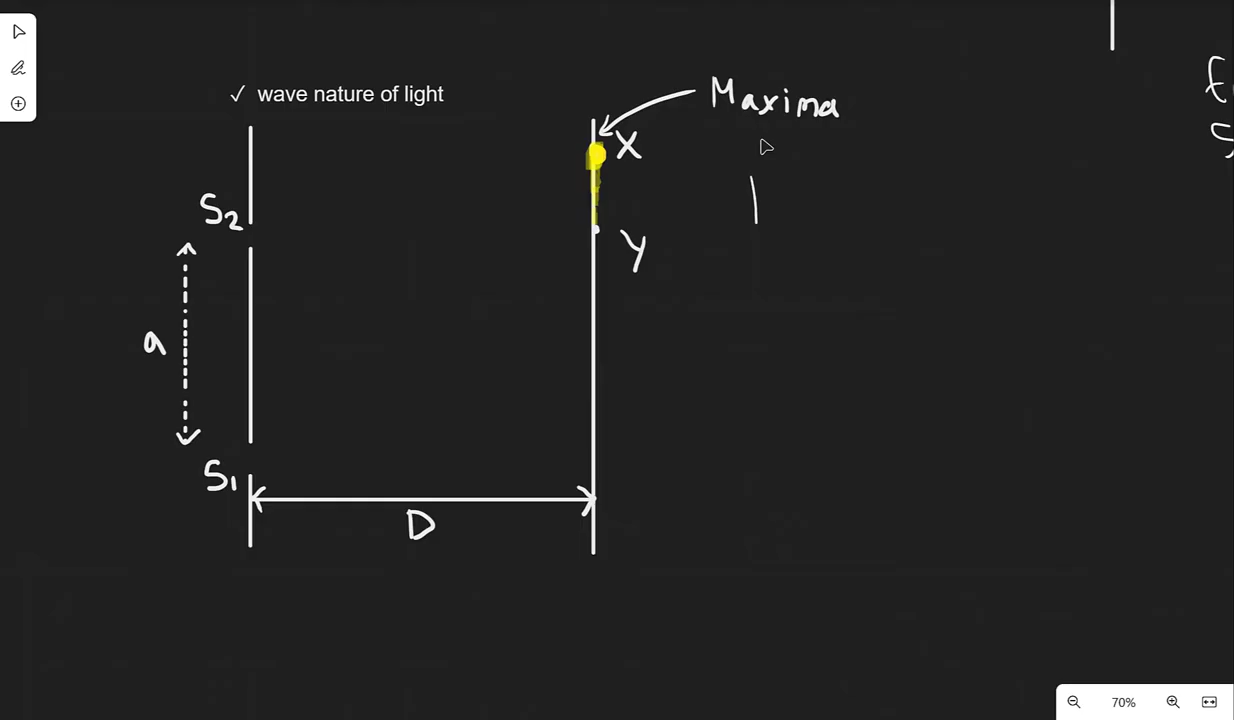 ✓ wave nature of light
Maxima
X
S2
y
a
S1
D
70%